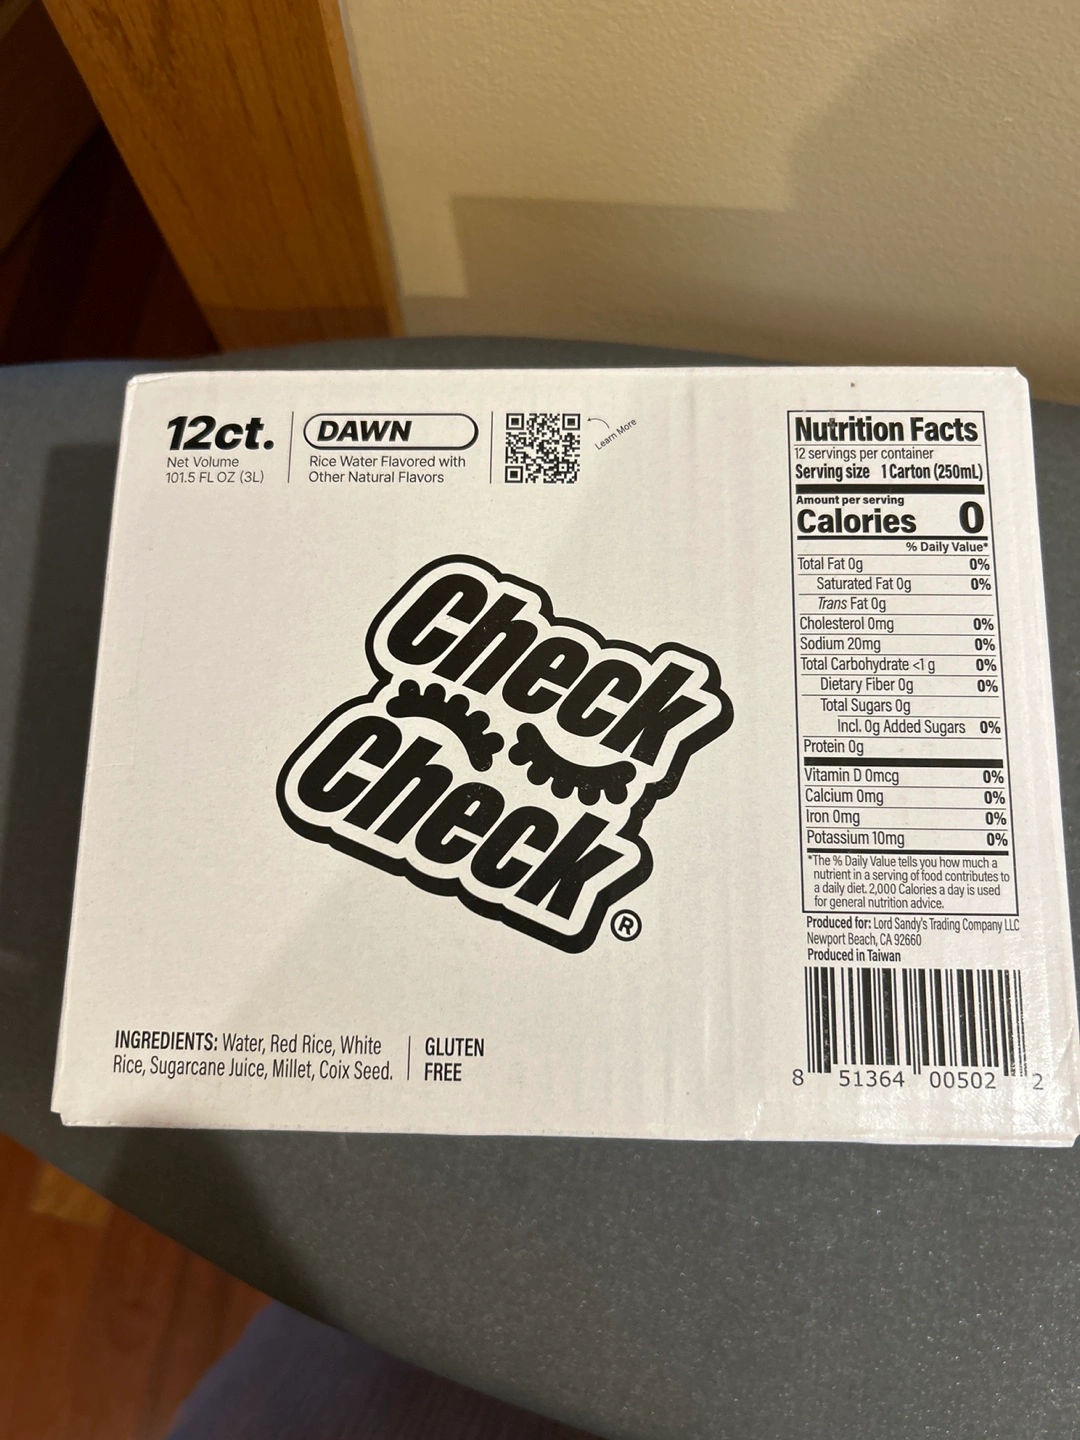 12ct.
Net Volume
101.5 FL OZ (3L)
DAWN
Rice Water Flavored with
Other Natural Flavors
Learn More
Check
Check
®
INGREDIENTS: Water, Red Rice, White
Rice, Sugarcane Juice, Millet, Coix Seed.
GLUTEN
FREE
Nutrition Facts
12 servings per container
Serving size 1 Carton (250mL)
Amount per serving
Calories 0
% Daily Value*
Total Fat 0g 0%
Saturated Fat 0g 0%
Trans Fat 0g
Cholesterol 0mg 0%
Sodium 20mg 0%
Total Carbohydrate <1 g 0%
Dietary Fiber 0g 0%
Total Sugars 0g
Incl. 0g Added Sugars 0%
Protein 0g
Vitamin D 0mcg 0%
Calcium 0mg 0%
Iron 0mg 0%
Potassium 10mg 0%
*The % Daily Value tells you how much a
nutrient in a serving of food contributes to
a daily diet. 2,000 Calories a day is used
for general nutrition advice.
Produced for: Lord Sandy's Trading Company LLC
Newport Beach, CA 92660
Produced in Taiwan
8 51364 00502 2